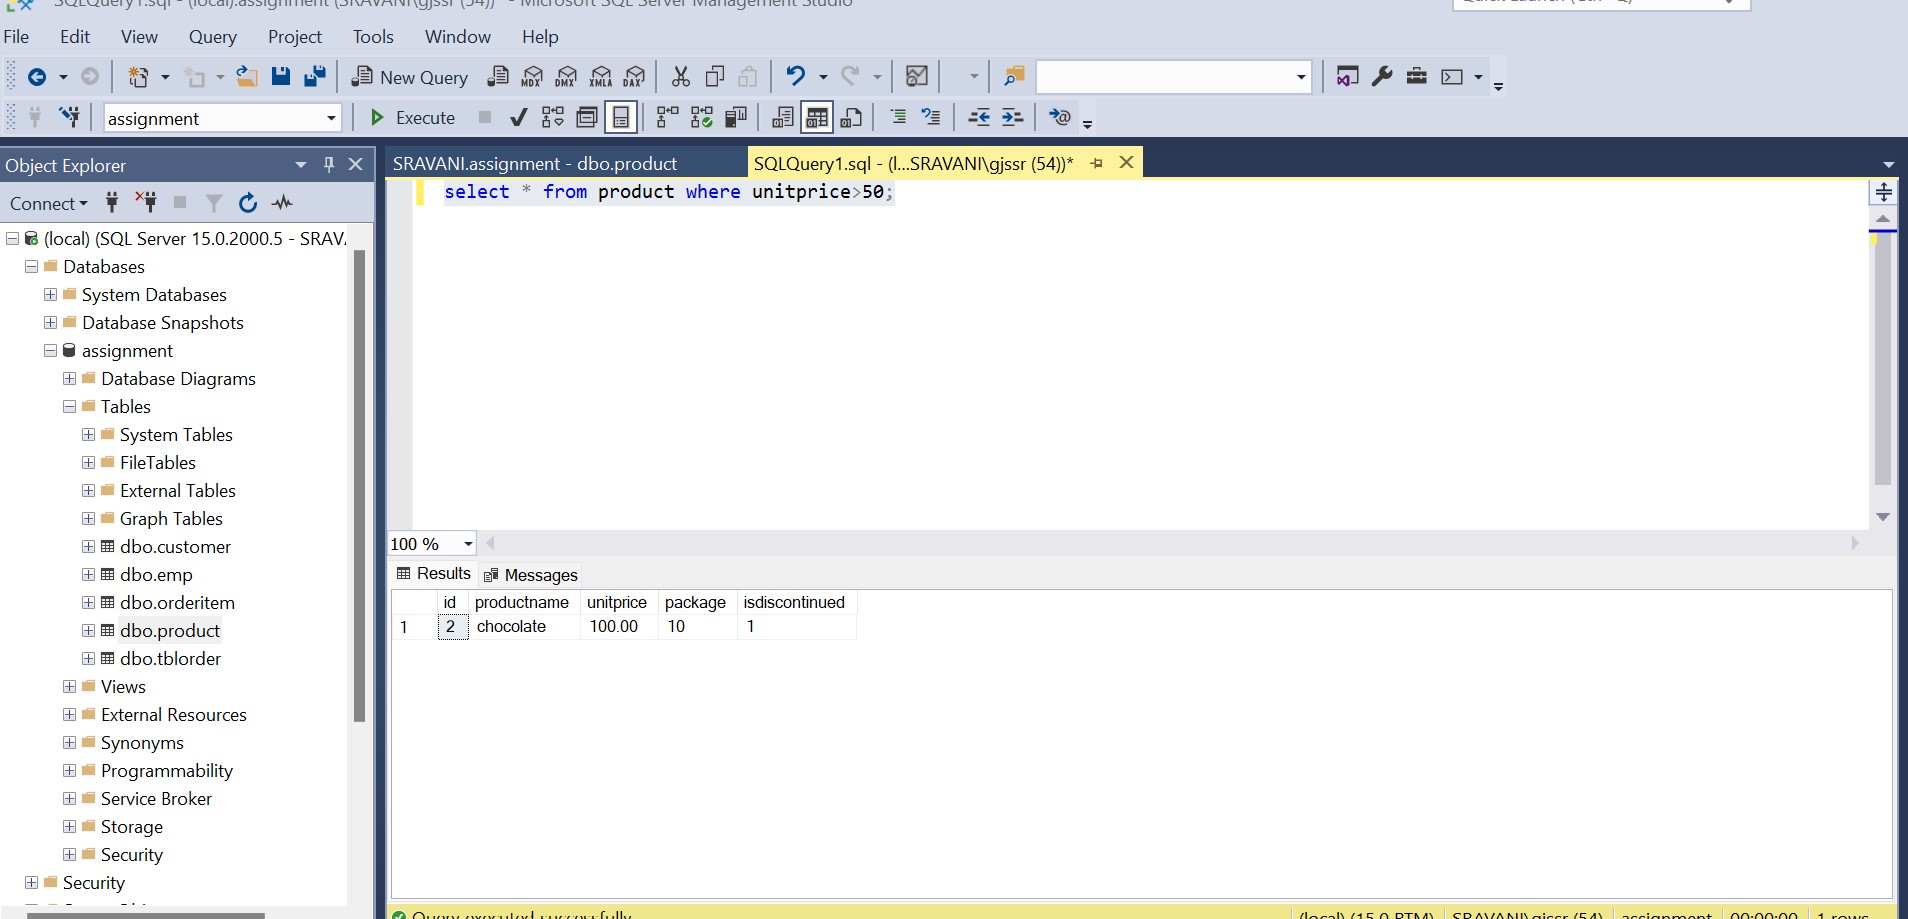 SQLQuery1.sql - (local).assignment (SRAVANI\gjssr (54))* - Microsoft SQL Server Management Studio
File Edit View Query Project Tools Window Help
New Query MDX DMX XMLA DAX
assignment Execute
Object Explorer
Connect
(local) (SQL Server 15.0.2000.5 - SRAVA
Databases
System Databases
Database Snapshots
assignment
Database Diagrams
Tables
System Tables
FileTables
External Tables
Graph Tables
dbo.customer
dbo.emp
dbo.orderitem
dbo.product
dbo.tblorder
Views
External Resources
Synonyms
Programmability
Service Broker
Storage
Security
Security
SRAVANI.assignment - dbo.product SQLQuery1.sql - (l...SRAVANI\gjssr (54))*
select * from product where unitprice>50;
100 %
Results Messages
id productname unitprice package isdiscontinued
1 2 chocolate 100.00 10 1
Query executed successfully (local) (15.0 RTM) SRAVANI\gjssr (54) assignment 00:00:00 1 rows